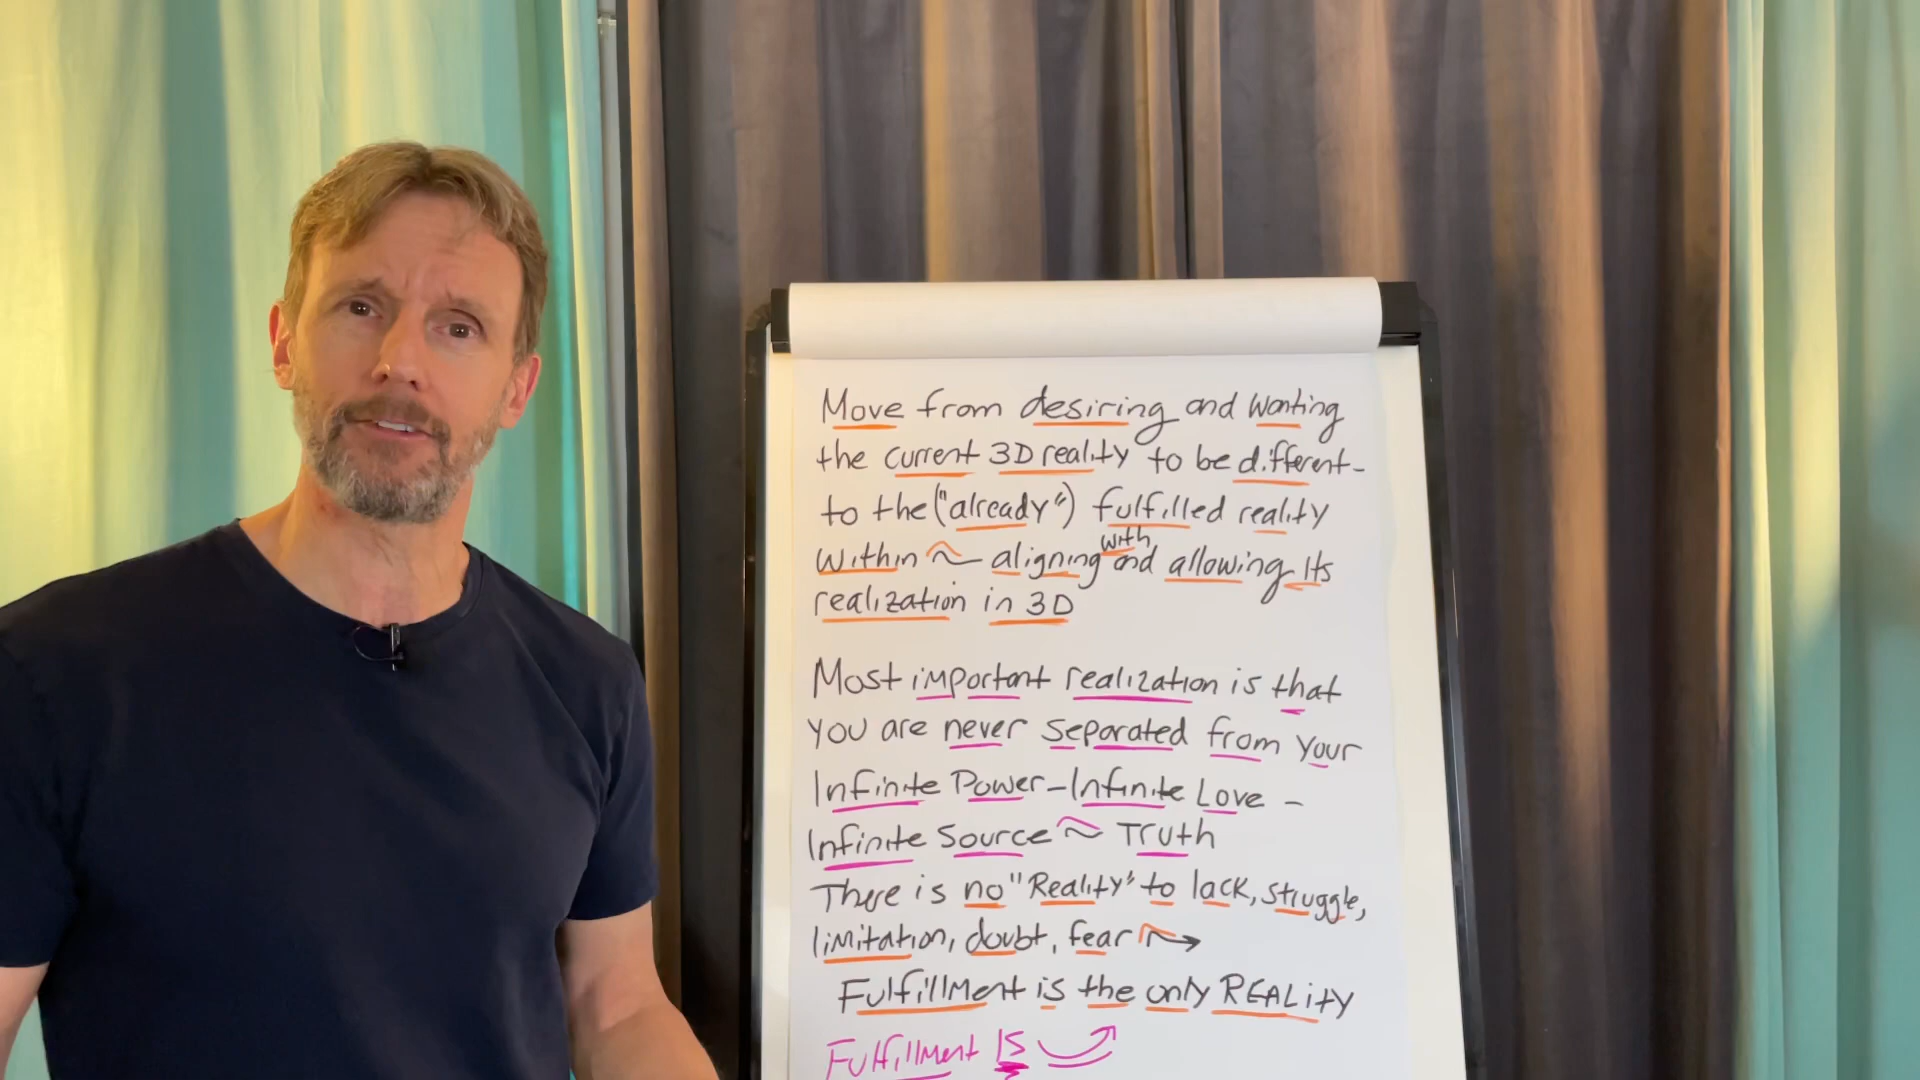 Move from desiring and wanting
the current 3D reality to be different-
to the ("already") fulfilled reality
within ~ aligning with and allowing Its
realization in 3D
Most important realization is that
you are never separated from your
Infinite Power-Infinite Love -
Infinite Source ~ Truth
There is no "Reality" to lack, struggle,
limitation, doubt, fear →
Fulfillment is the only REALity
Fulfillment IS